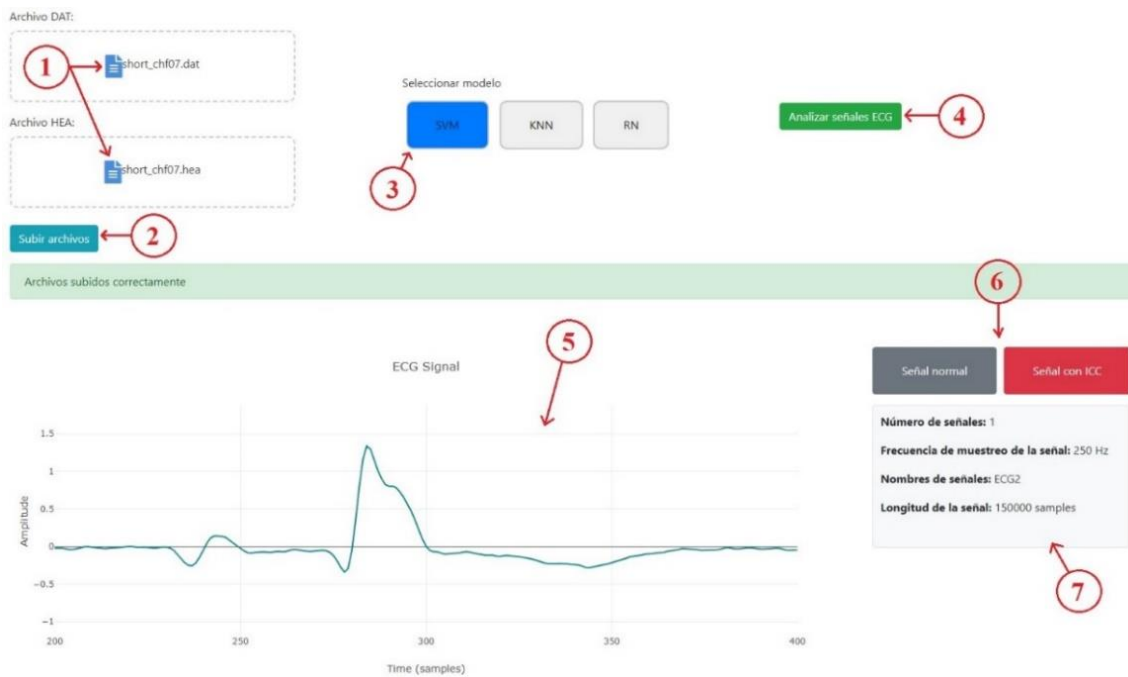 Archivo DAT:
1
short_chf07.dat
Seleccionar modelo
SVM
KNN
RN
Analizar señales ECG
4
Archivo HEA:
short_chf07.hea
3
Subir archivos
2
Archivos subidos correctamente
6
5
ECG Signal
Señal normal
Señal con ICC
Número de señales: 1
Frecuencia de muestreo de la señal: 250 Hz
Nombres de señales: ECG2
Longitud de la señal: 150000 samples
7
Amplitude
1.5
1
0.5
0
−0.5
−1
200
250
300
350
400
Time (samples)